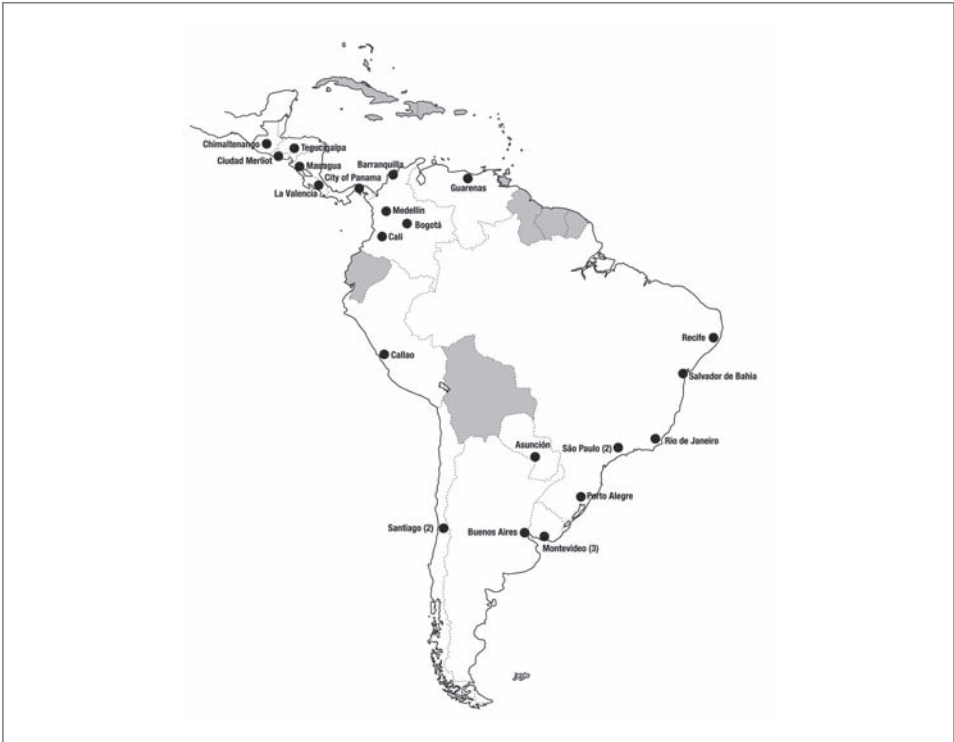 Chimaltenango
Tegucigalpa
Ciudad Merliot
Managua
Barranquilla
City of Panama
La Valencia
Guarenas
Medellín
Bogotá
Cali
Recife
Callao
Salvador de Bahia
Asunción
São Paulo (2)
Rio de Janeiro
Porto Alegre
Santiago (2)
Buenos Aires
Montevideo (3)